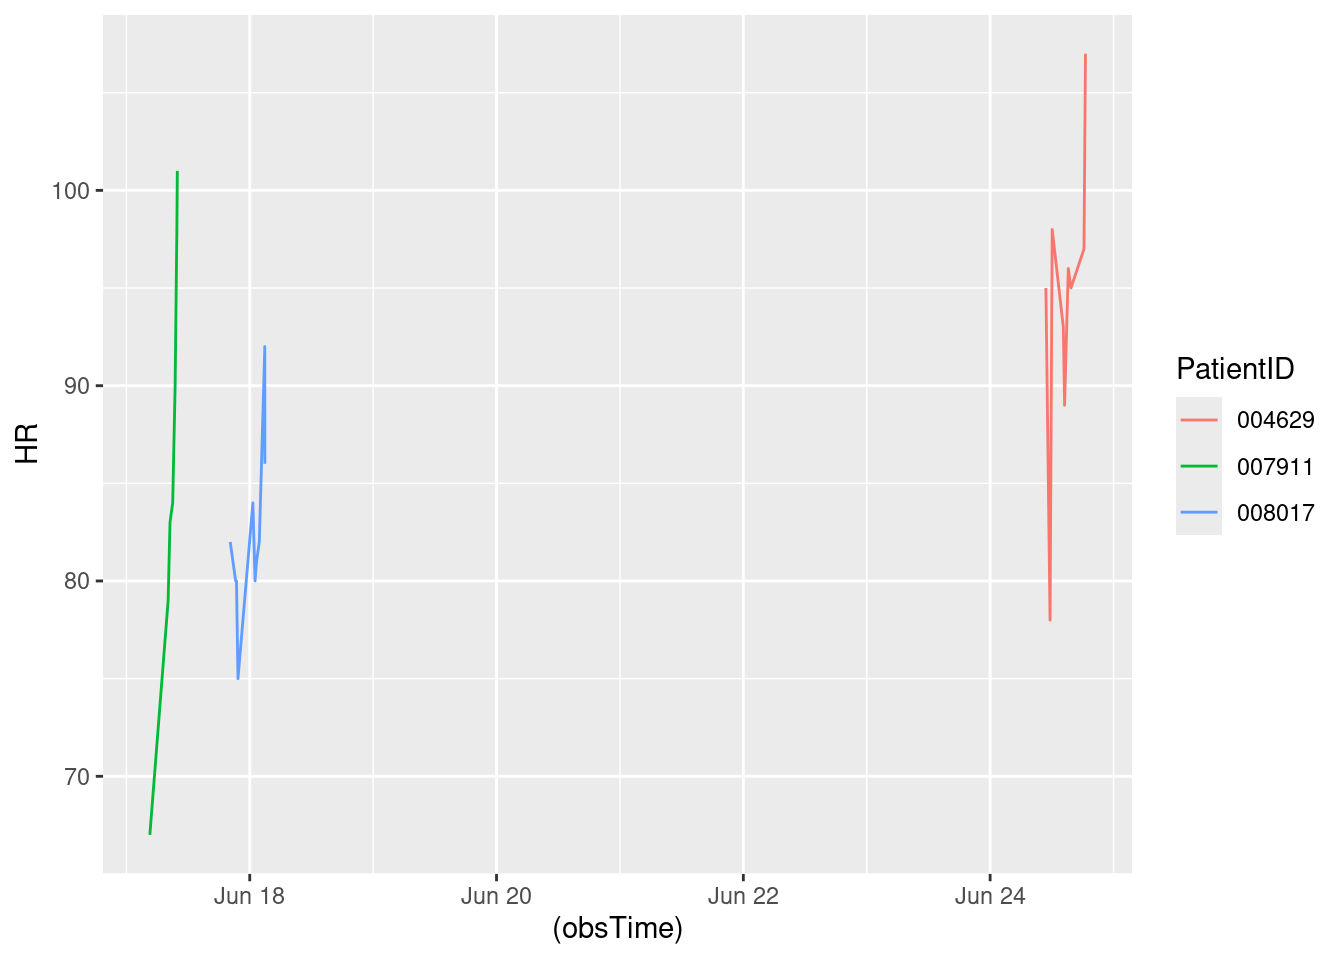 100
90
80
70
HR
Jun 18
Jun 20
Jun 22
Jun 24
(obsTime)
PatientID
004629
007911
008017